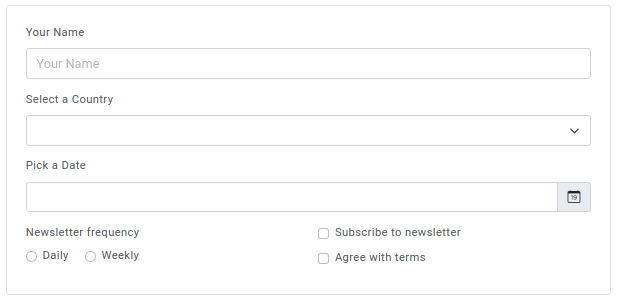 Your Name
Your Name
Select a Country
Pick a Date
19
Newsletter frequency
Daily
Weekly
Subscribe to newsletter
Agree with terms